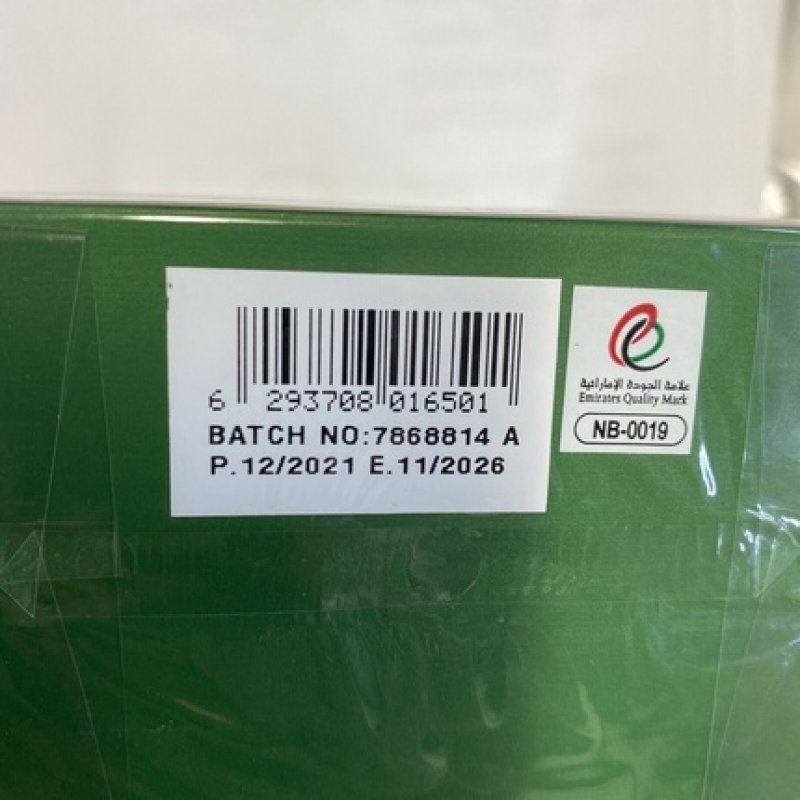 6 293708 016501
BATCH NO:7868814 A
P.12/2021 E.11/2026
علامة الجودة الإماراتية
Emirates Quality Mark
NB-0019